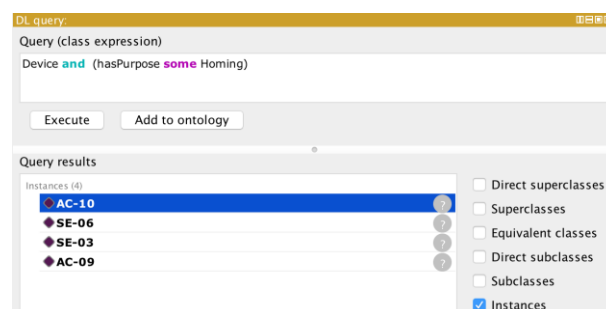 DL query:
Query (class expression)
Device and (hasPurpose some Homing)
Execute Add to ontology
Query results
Instances (4)
AC-10 ?
SE-06 ?
SE-03 ?
AC-09 ?
Direct superclasses
Superclasses
Equivalent classes
Direct subclasses
Subclasses
Instances